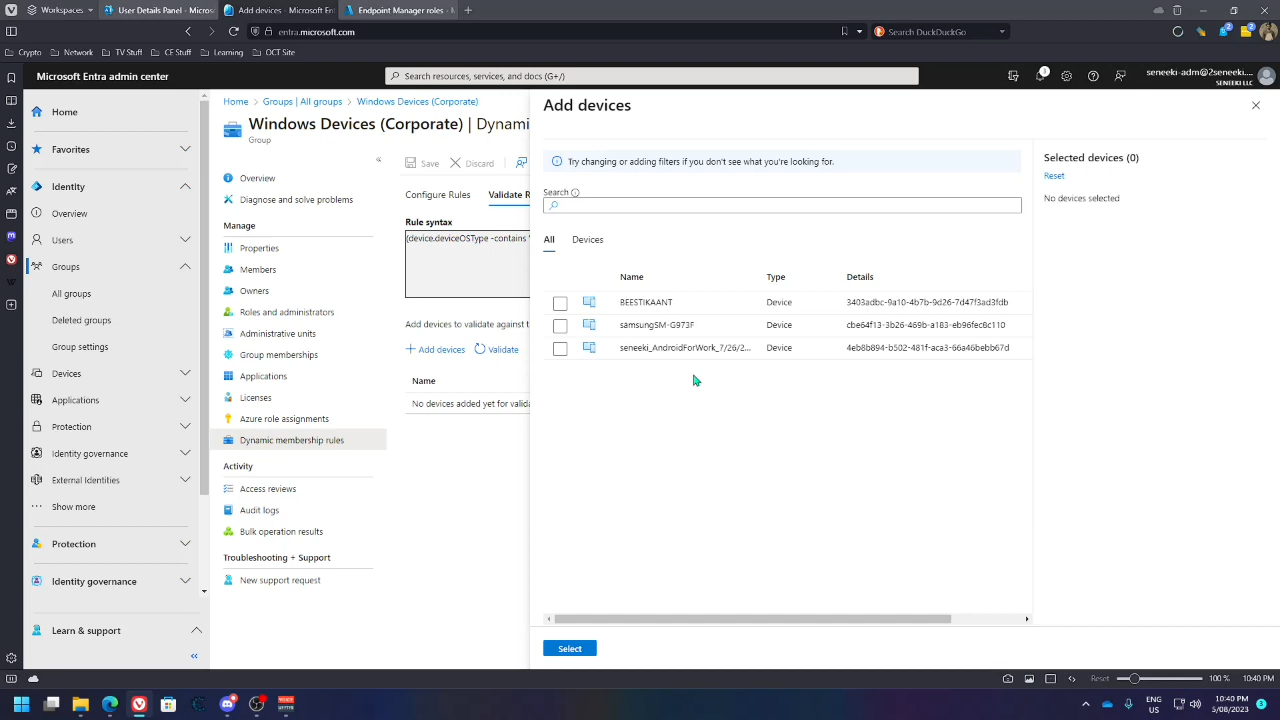 Workspaces
User Details Panel - Micros
Add devices - Microsoft Ent
Endpoint Manager roles - M
entra.microsoft.com
Search DuckDuckGo
Crypto
Network
TV Stuff
CF Stuff
Learning
OCT Site
Microsoft Entra admin center
Search resources, services, and docs (G+/)
seneeki-adm@2seneeki....
SENEEKI LLC
Home
Favorites
Identity
Overview
Users
Groups
All groups
Deleted groups
Group settings
Devices
Applications
Protection
Identity governance
External Identities
Show more
Protection
Identity governance
Learn & support
Home > Groups | All groups > Windows Devices (Corporate)
Windows Devices (Corporate) | Dynami
Group
Overview
Diagnose and solve problems
Manage
Properties
Members
Owners
Roles and administrators
Administrative units
Group memberships
Applications
Licenses
Azure role assignments
Dynamic membership rules
Activity
Access reviews
Audit logs
Bulk operation results
Troubleshooting + Support
New support request
Save
Discard
Configure Rules
Validate R
Rule syntax
(device.deviceOSType -contains "
Add devices to validate against t
Add devices
Validate
Name
No devices added yet for valida
Add devices
Try changing or adding filters if you don't see what you're looking for.
Search
All
Devices
Name Type Details
BEESTIKAANT Device 3403adbc-9a10-4b7b-9d26-7d47f3ad3fdb
samsungSM-G973F Device cbe64f13-3b26-469b-a183-eb96fec8c110
seneeki_AndroidForWork_7/26/2... Device 4eb8b894-b502-481f-aca3-66a46bebb67d
Select
Selected devices (0)
Reset
No devices selected
Reset
100 %
10:40 PM
ENG
US
10:40 PM
5/08/2023